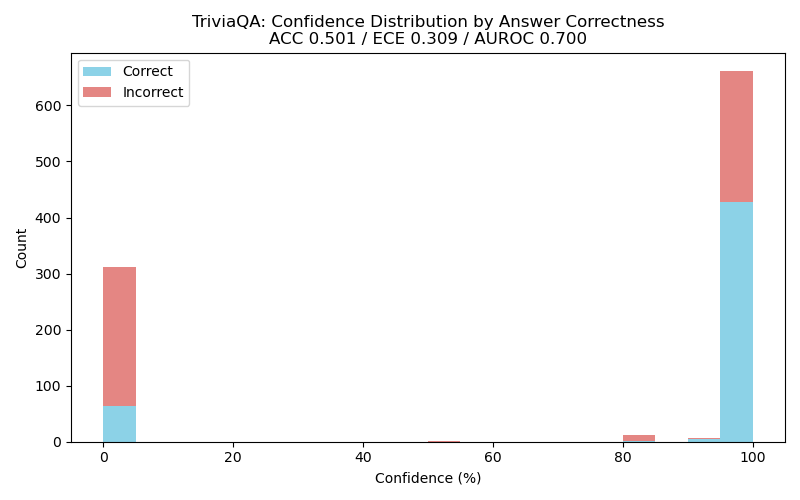 TriviaQA: Confidence Distribution by Answer Correctness
ACC 0.501 / ECE 0.309 / AUROC 0.700
Correct
Incorrect
600
500
400
300
200
100
0
Count
0 20 40 60 80 100
Confidence (%)